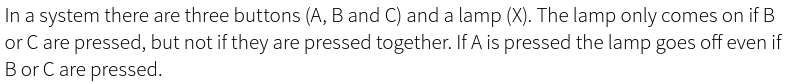 In a system there are three buttons (A, B and C) and a lamp (X). The lamp only comes on if B
or C are pressed, but not if they are pressed together. If A is pressed the lamp goes off even if
B or C are pressed.